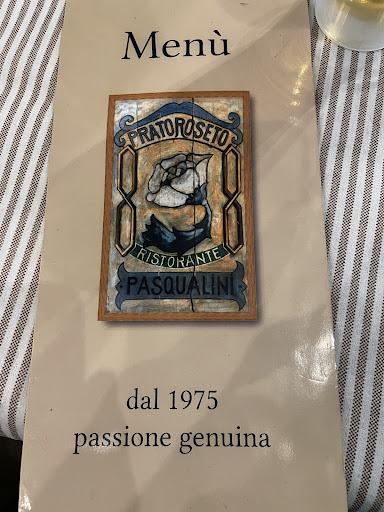 Menù
PRATOROSETO
RISTORANTE
PASQUALINI
dal 1975
passione genuina